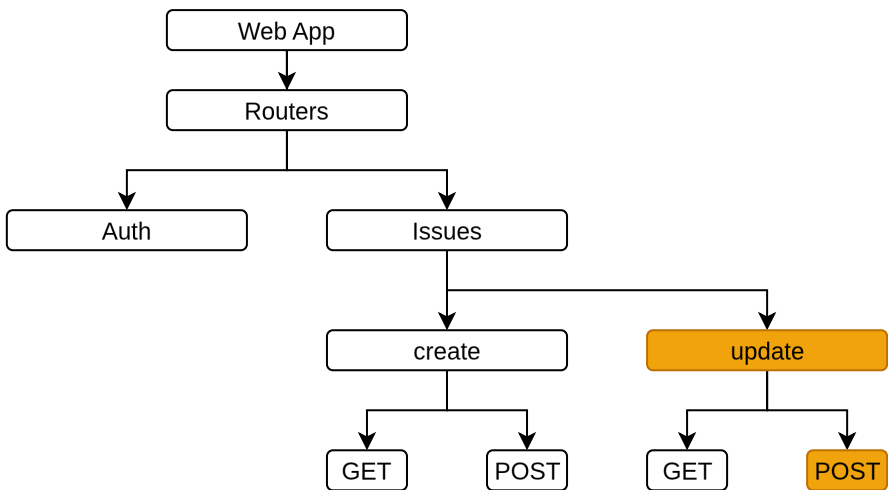 Web App
Routers
Auth
Issues
create
update
GET
POST
GET
POST